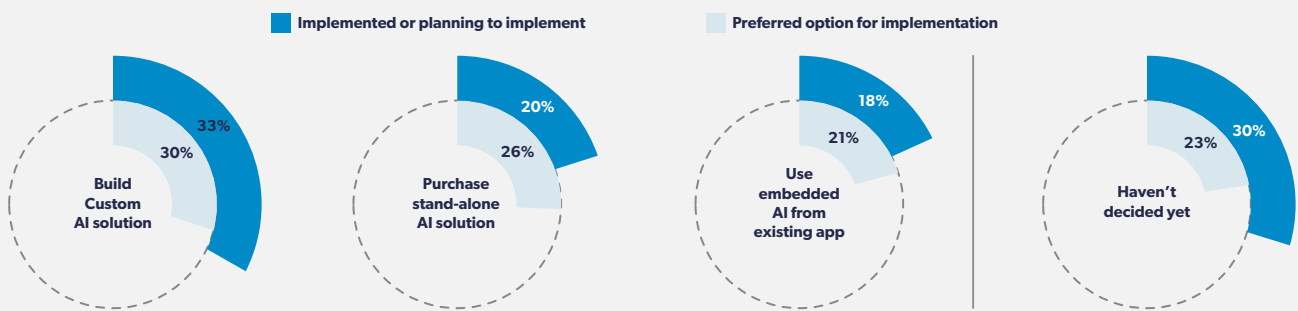 Implemented or planning to implement
Preferred option for implementation
33%
30%
Build
Custom
AI solution
20%
26%
Purchase
stand-alone
AI solution
18%
21%
Use
embedded
AI from
existing app
30%
23%
Haven’t
decided yet